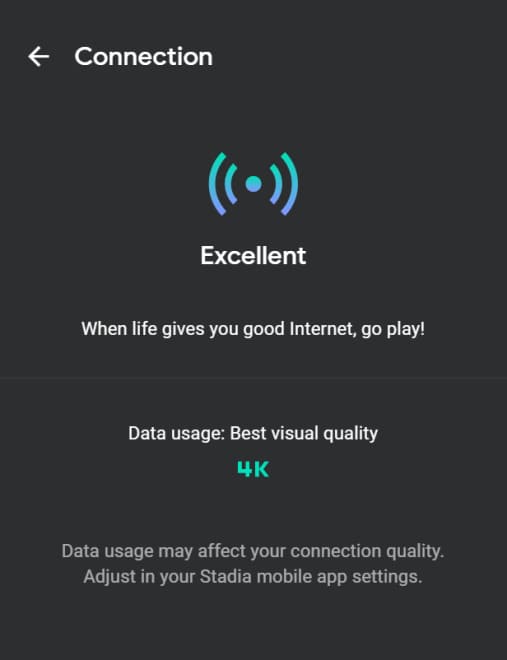 Connection
Excellent
When life gives you good Internet, go play!
Data usage: Best visual quality
4K
Data usage may affect your connection quality.
Adjust in your Stadia mobile app settings.